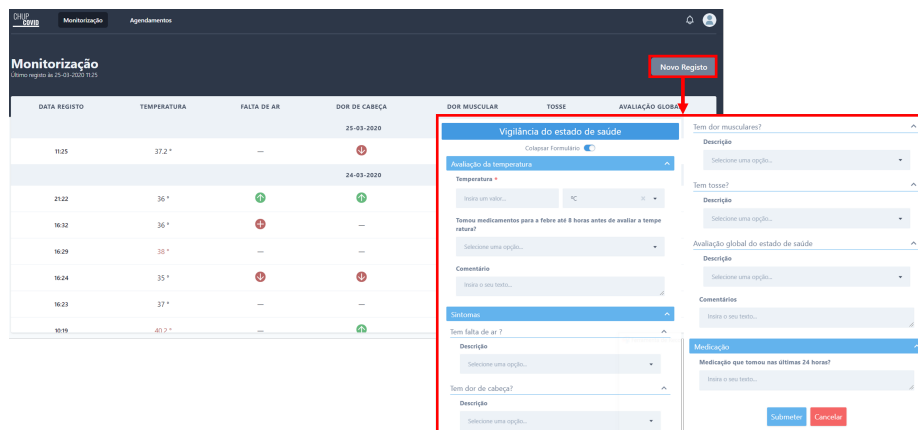 CHUP COVID Monitorização Agendamentos
Monitorização
Último registo às 25-03-2020 11:25
Novo Registo
DATA REGISTO TEMPERATURA FALTA DE AR DOR DE CABEÇA DOR MUSCULAR TOSSE AVALIAÇÃO GLOBA
25-03-2020
11:25 37.2 ° —
24-03-2020
21:22 36 °
16:32 36 ° —
16:29 38 ° — —
16:24 35 °
16:23 37 ° — —
10:19 40.2 ° —
Vigilância do estado de saúde
Colapsar Formulário
Avaliação da temperatura
Temperatura *
Insira um valor... ºC
Tomou medicamentos para a febre até 8 horas antes de avaliar a tempe
ratura?
Selecione uma opção...
Comentário
Insira o seu texto...
Sintomas
Tem falta de ar ?
Descrição
Selecione uma opção...
Tem dor de cabeça?
Descrição
Selecione uma opção...
Tem dor musculares?
Descrição
Selecione uma opção...
Tem tosse?
Descrição
Selecione uma opção...
Avaliação global do estado de saúde
Descrição
Selecione uma opção...
Comentários
Insira o seu texto...
Medicação
Medicação que tomou nas últimas 24 horas?
Insira o seu texto...
Submeter Cancelar